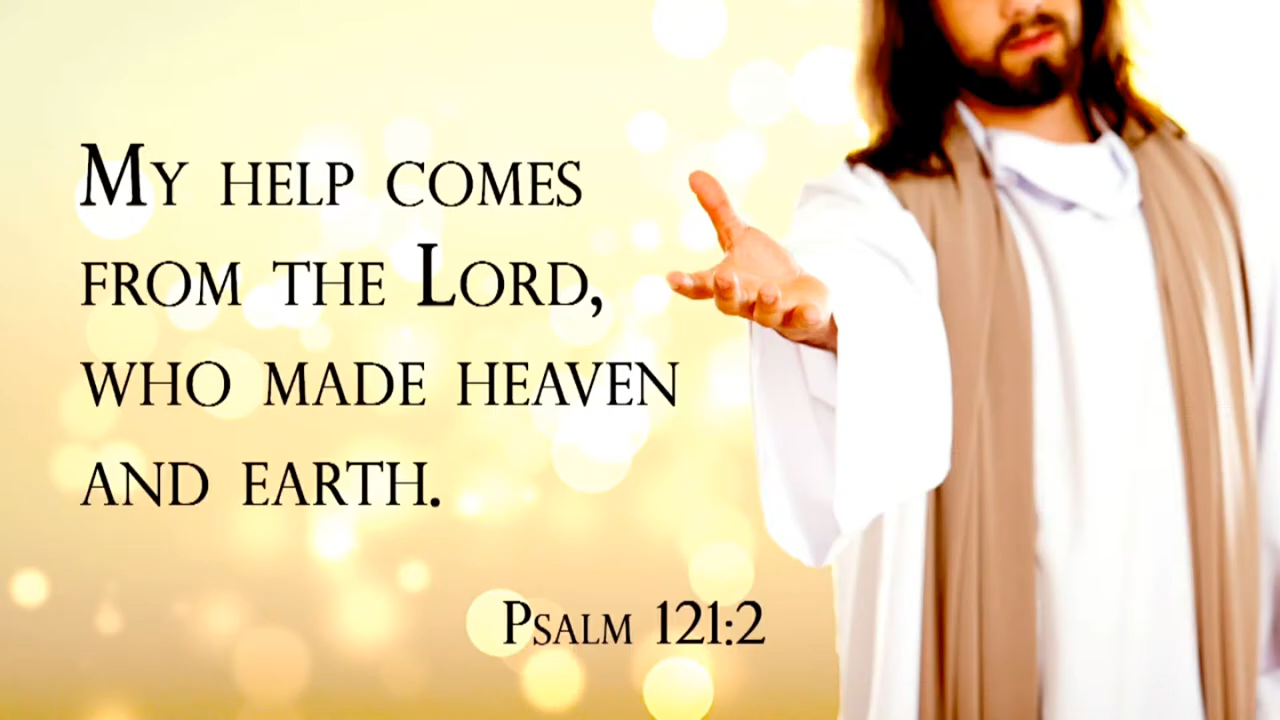 My help comes
from the Lord,
who made heaven
and earth.
Psalm 121:2